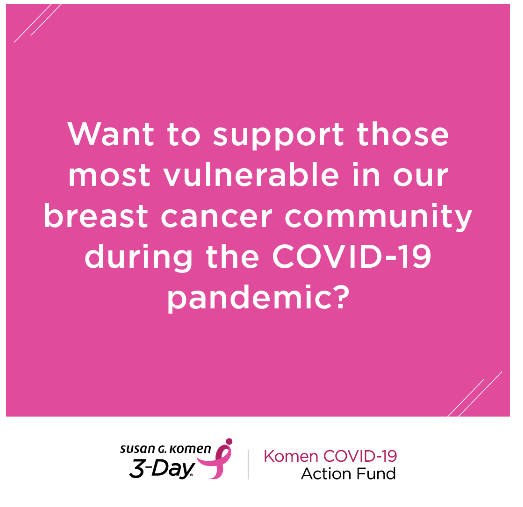 Want to support those
most vulnerable in our
breast cancer community
during the COVID-19
pandemic?
susan G. komen
3-Day.
Komen COVID-19
Action Fund